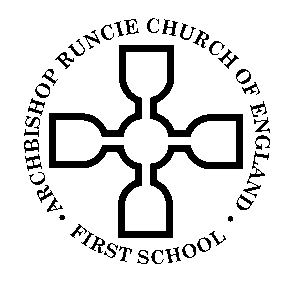 ARCHBISHOP RUNCIE CHURCH OF ENGLAND
• FIRST SCHOOL •